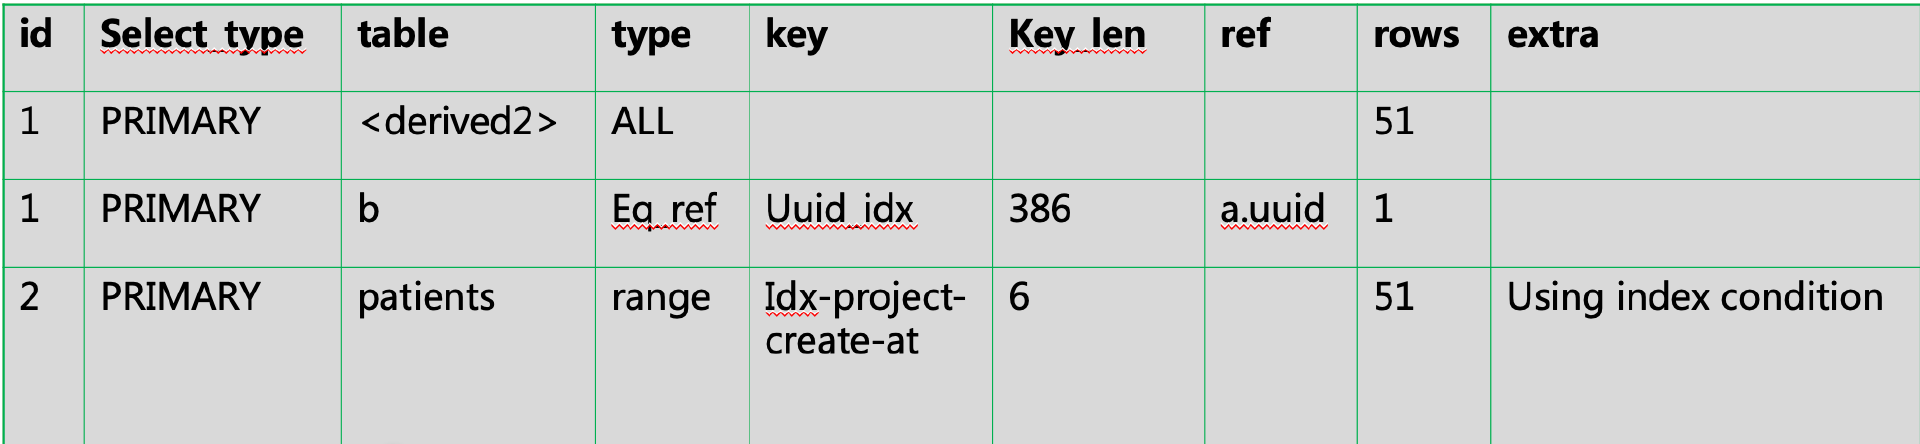 id Select_type table type key Key_len ref rows extra
1 PRIMARY <derived2> ALL 51
1 PRIMARY b Eq_ref Uuid_idx 386 a.uuid 1
2 PRIMARY patients range Idx-project- 6 51 Using index condition
create-at